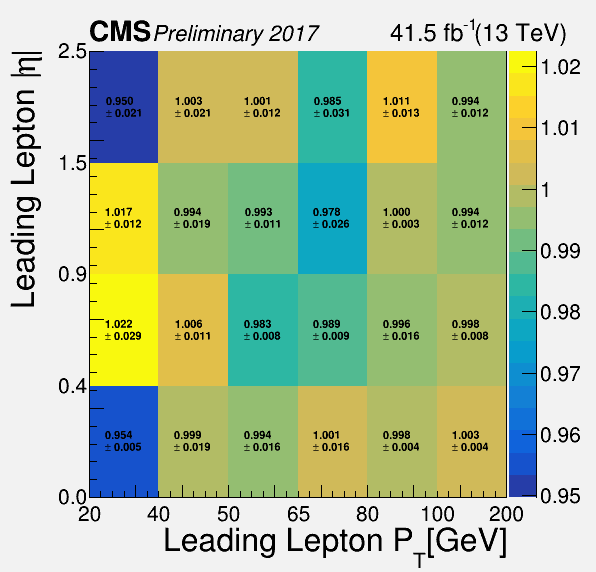 CMS Preliminary 2017 41.5 fb-1(13 TeV)
Leading Lepton |η|
2.5
1.5
0.9
0.4
0.0
0.950 1.003 1.001 0.985 1.011 0.994
± 0.021 ± 0.021 ± 0.012 ± 0.031 ± 0.013 ± 0.012
1.017 0.994 0.993 0.978 1.000 0.994
± 0.012 ± 0.019 ± 0.011 ± 0.026 ± 0.003 ± 0.012
1.022 1.006 0.983 0.989 0.996 0.998
± 0.029 ± 0.011 ± 0.008 ± 0.009 ± 0.016 ± 0.008
0.954 0.999 0.994 1.001 0.998 1.003
± 0.005 ± 0.019 ± 0.016 ± 0.016 ± 0.004 ± 0.004
20 40 50 65 80 100 200
Leading Lepton PT[GeV]
1.02
1.01
1
0.99
0.98
0.97
0.96
0.95